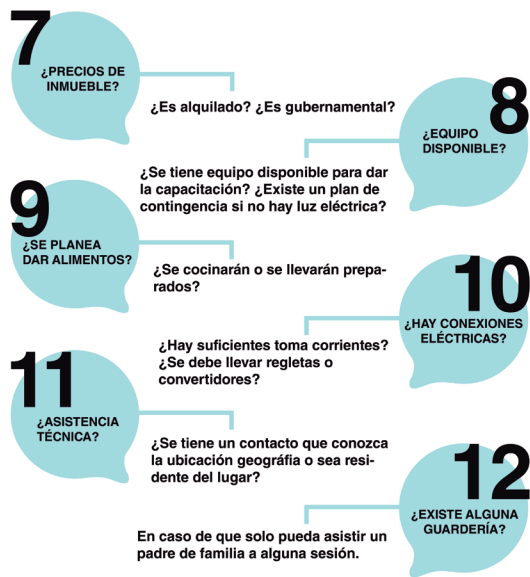 7
¿PRECIOS DE
INMUEBLE?
¿Es alquilado? ¿Es gubernamental?
8
¿EQUIPO
DISPONIBLE?
¿Se tiene equipo disponible para dar
la capacitación? ¿Existe un plan de
contingencia si no hay luz eléctrica?
9
¿SE PLANEA
DAR ALIMENTOS?
¿Se cocinarán o se llevarán prepa-
rados?
10
¿HAY CONEXIONES
ELÉCTRICAS?
¿Hay suficientes toma corrientes?
¿Se debe llevar regletas o
convertidores?
11
¿ASISTENCIA
TÉCNICA?
¿Se tiene un contacto que conozca
la ubicación geográfia o sea resi-
dente del lugar?
12
¿EXISTE ALGUNA
GUARDERÍA?
En caso de que solo pueda asistir un
padre de familia a alguna sesión.